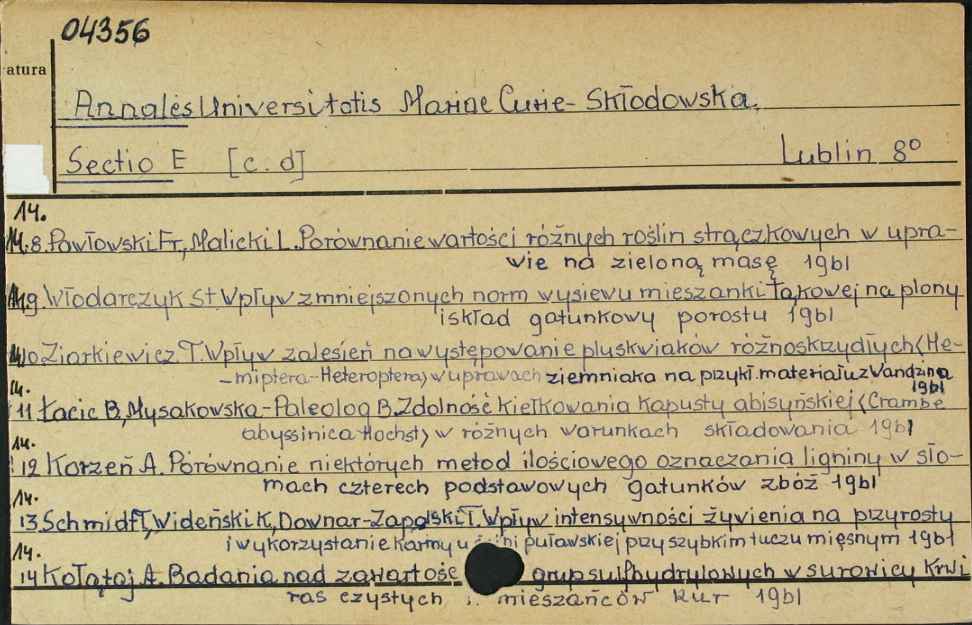 04356
atura
Annales Universitatis Mariae Curie-Skłodowska.
Sectio E [c.d] Lublin 8°
14.
14.8. Pawłowski Fr, Malicki L. Porównanie wartości różnych roślin strączkowych w upra-
wie na zieloną masę 1961
14.9. Włodarczyk St Wpływ zmniejszonych norm wysiewu mieszanki łąkowej na plony
i skład gatunkowy porostu 1961
14.10 Ziarkiewicz T. Wpływ zalesień na występowanie pluskwiaków różnoskrzydłych (He-
-miptera-Heteroptera) w uprawach ziemniaka na przykł. materiału z Wandzina
14. 1961
11 Łacic B, Mysakowska-Paleolog B. Zdolność kiełkowania kapusty abisyńskiej (Crambe
abyssinica Hochst) w różnych warunkach składowania 1961
14.
12 Korzeń A. Porównanie niektórych metod ilościowego oznaczania ligniny w sło-
mach czterech podstawowych gatunków zbóż 1961
14.
13. Schmidt T, Wideński K, Downar-Zapolski T. Wpływ intensywności żywienia na przyrosty
i wykorzystanie karmy u puławskiej przy szybkim tuczu mięsnym 1961
14.
14 Kołątaj A. Badania nad zawartośc grup sulfhydrylowych w surowicy krwi
ras czystych i mieszańców kur 1961